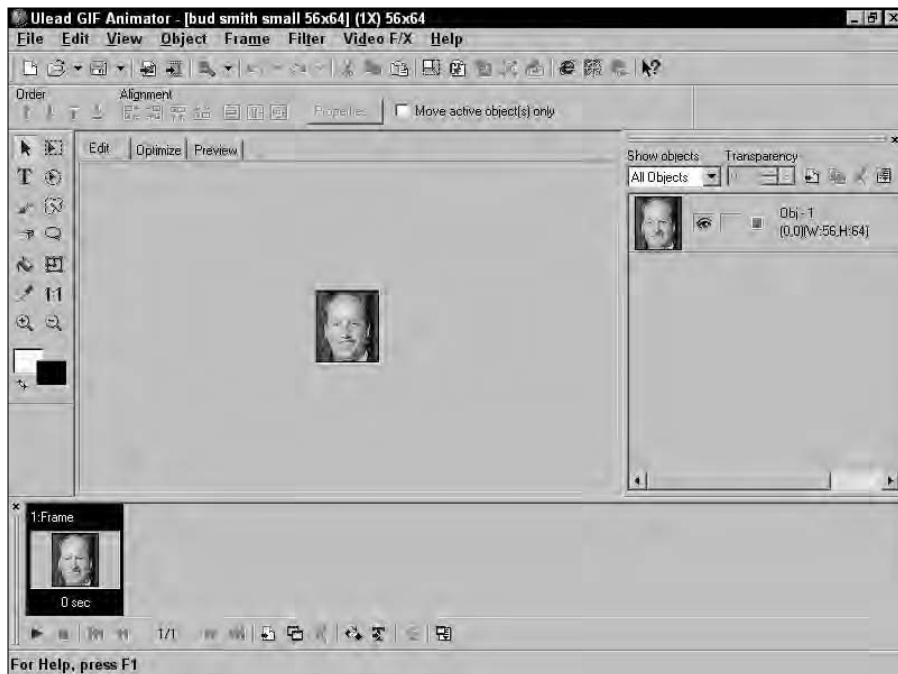 Ulead GIF Animator - [bud smith small 56x64] (1X) 56x64
File Edit View Object Frame Filter Video F/X Help
Order Alignment
Properties Move active object(s) only
Edit Optimize Preview
Show objects Transparency
All Objects
Obj - 1
(0,0)(W:56,H:64)
T
1:1
1:Frame
0 sec
1/1
For Help, press F1